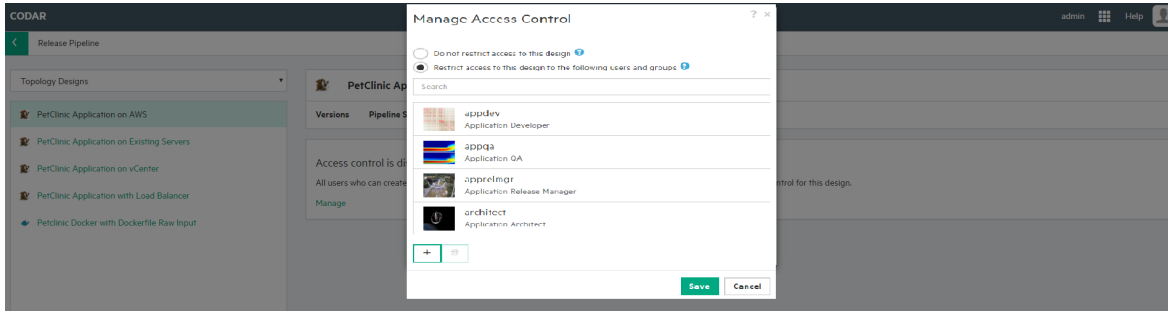 CODAR
Manage Access Control
? ×
admin
Help
Release Pipeline
Do not restrict access to this design ?
Restrict access to this design to the following users and groups ?
Topology Designs
Search
PetClinic Ap
PetClinic Application on AWS
appdev
Application Developer
Versions Pipeline S
PetClinic Application on Existing Servers
appqa
Application QA
Access control is di
PetClinic Application on vCenter
apprelmgr
Application Release Manager
All users who can create
ntrol for this design.
PetClinic Application with Load Balancer
Manage
architect
Application Architect
Petclinic Docker with Dockerfile Raw Input
+
Save
Cancel